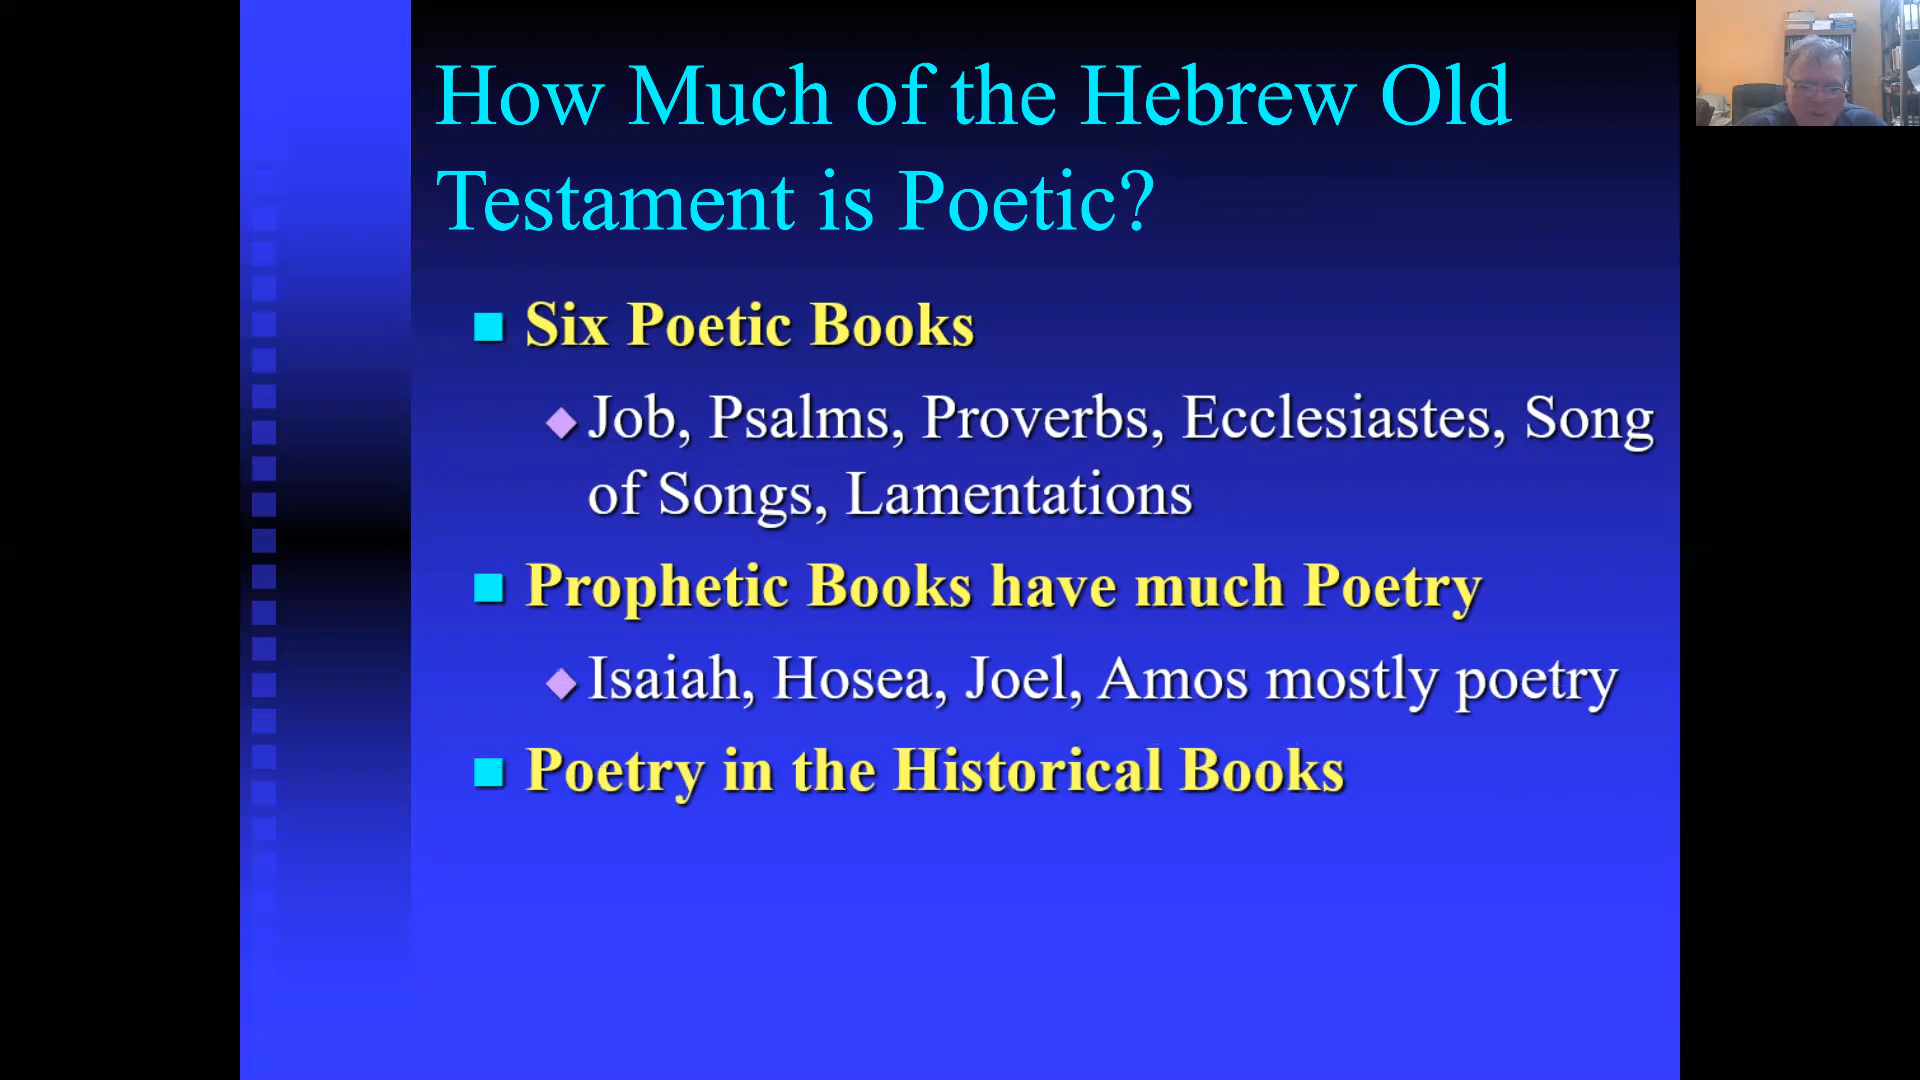 How Much of the Hebrew Old
Testament is Poetic?
Six Poetic Books
Job, Psalms, Proverbs, Ecclesiastes, Song
of Songs, Lamentations
Prophetic Books have much Poetry
Isaiah, Hosea, Joel, Amos mostly poetry
Poetry in the Historical Books